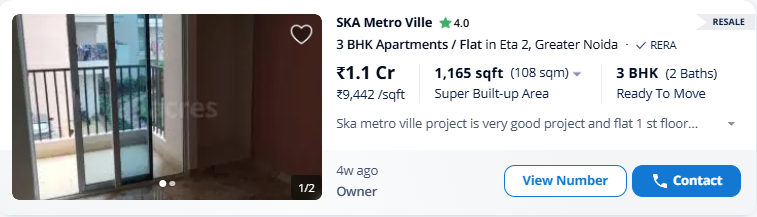 SKA Metro Ville 4.0
RESALE
3 BHK Apartments / Flat in Eta 2, Greater Noida · RERA
₹1.1 Cr
₹9,442 /sqft
1,165 sqft (108 sqm)
Super Built-up Area
3 BHK (2 Baths)
Ready To Move
Ska metro ville project is very good project and flat 1 st floor...
acres
1/2
4w ago
Owner
View Number
Contact